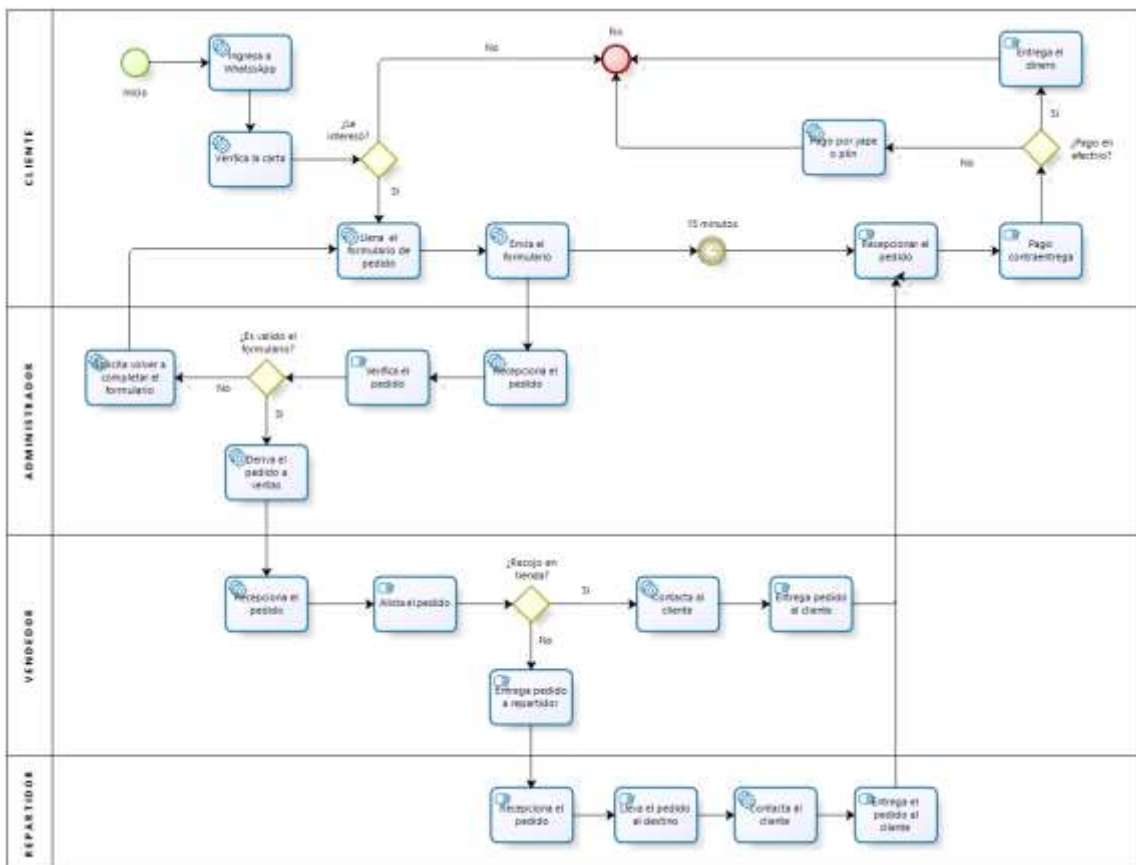 CLIENTE
Inicio
Ingresa a
WhatsApp
Verifica la carta
¿Le
interesó?
No
Si
No
Entrega el
dinero
Si
Pago por yape
o plin
No
¿Pago en
efectivo?
Llena el
formulario de
pedido
Envia el
formulario
15 minutos
Recepcionar el
pedido
Pago
contraentrega
ADMINISTRADOR
Solicita volver a
completar el
formulario
No
¿Es valido el
formulario?
Si
Verifica el
pedido
Recepciona el
pedido
Deriva el
pedido a
ventas
VENDEDOR
Recepciona el
pedido
Alista el pedido
¿Recojo en
tienda?
Si
No
Contacta al
cliente
Entrega pedido
al cliente
Entrega pedido
a repartidor
REPARTIDOR
Recepciona el
pedido
Lleva el pedido
al destino
Contacta al
cliente
Entrega el
pedido al
cliente